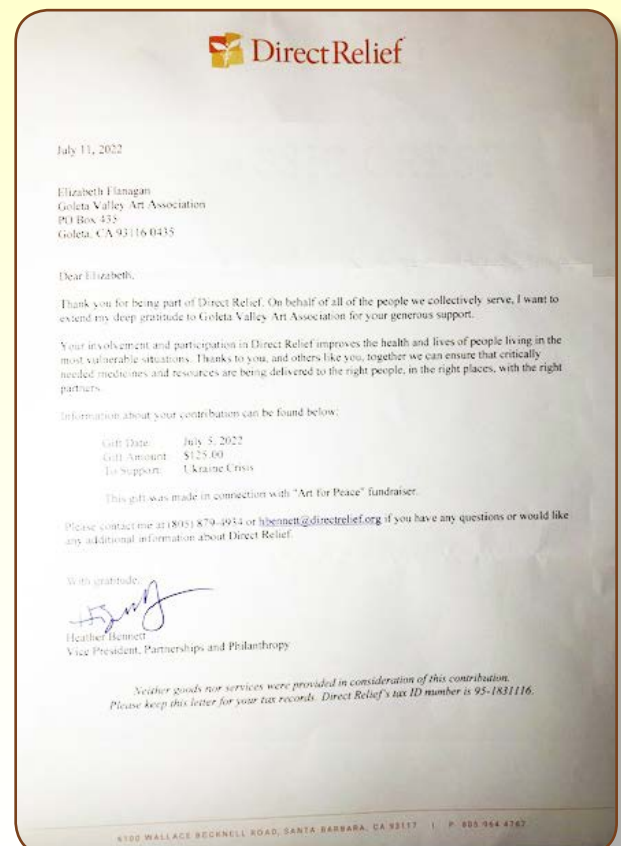 Direct Relief
July 11, 2022
Elizabeth Flanagan
Goleta Valley Art Association
PO Box 435
Goleta, CA 93116 0435
Dear Elizabeth,
Thank you for being part of Direct Relief. On behalf of all of the people we collectively serve, I want to
extend my deep gratitude to Goleta Valley Art Association for your generous support.
Your involvement and participation in Direct Relief improves the health and lives of people living in the
most vulnerable situations. Thanks to you, and others like you, together we can ensure that critically
needed medicines and resources are being delivered to the right people, in the right places, with the right
partners.
Information about your contribution can be found below:
Gift Date: July 5, 2022
Gift Amount: $125.00
To Support: Ukraine Crisis
This gift was made in connection with "Art for Peace" fundraiser.
Please contact me at (805) 879-4934 or hbennett@directrelief.org if you have any questions or would like
any additional information about Direct Relief.
With gratitude,
Heather Bennett
Vice President, Partnerships and Philanthropy
Neither goods nor services were provided in consideration of this contribution.
Please keep this letter for your tax records. Direct Relief's tax ID number is 95-1831116.
6100 WALLACE BECKNELL ROAD, SANTA BARBARA, CA 93117 | P: 805 964 4767